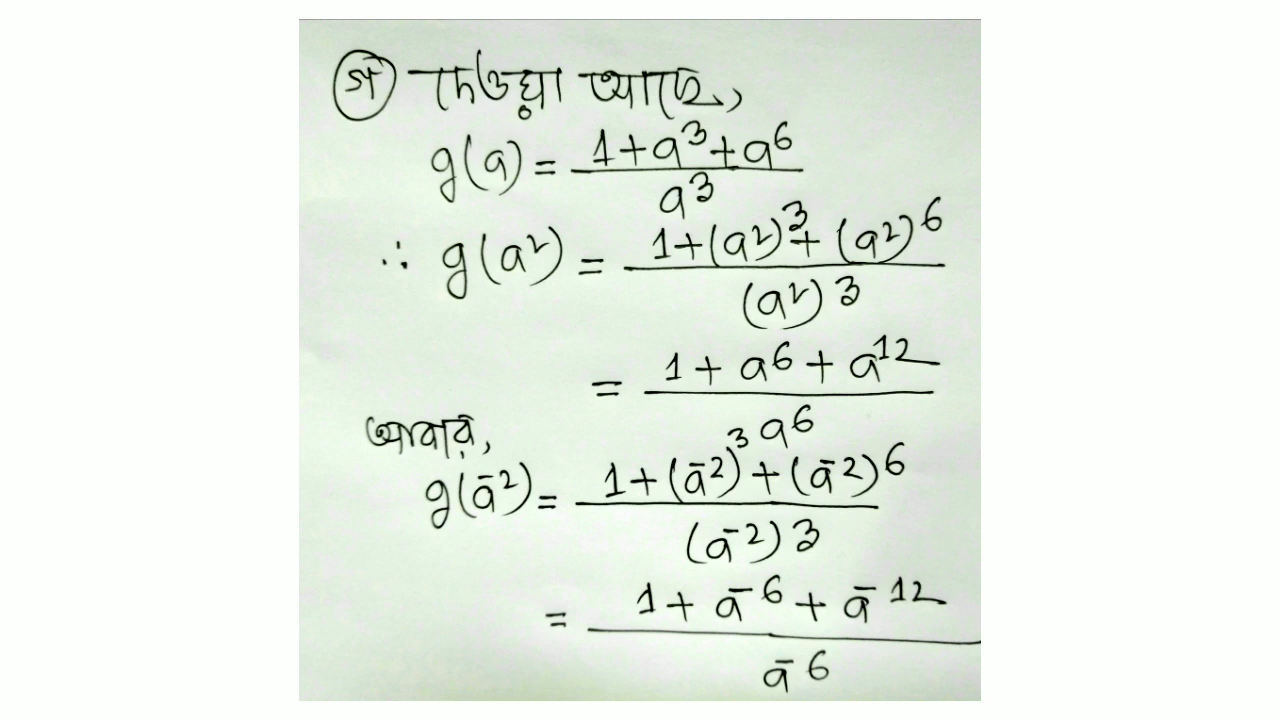 গ দেওয়া আছে,
g(a) = (1+a³+a⁶)/a³
∴ g(a²) = (1+(a²)³+(a²)⁶)/(a²)³
= (1+a⁶+a¹²)/a⁶
আবার,
g(a⁻²) = (1+(a⁻²)³+(a⁻²)⁶)/(a⁻²)³
= (1+a⁻⁶+a⁻¹²)/a⁻⁶